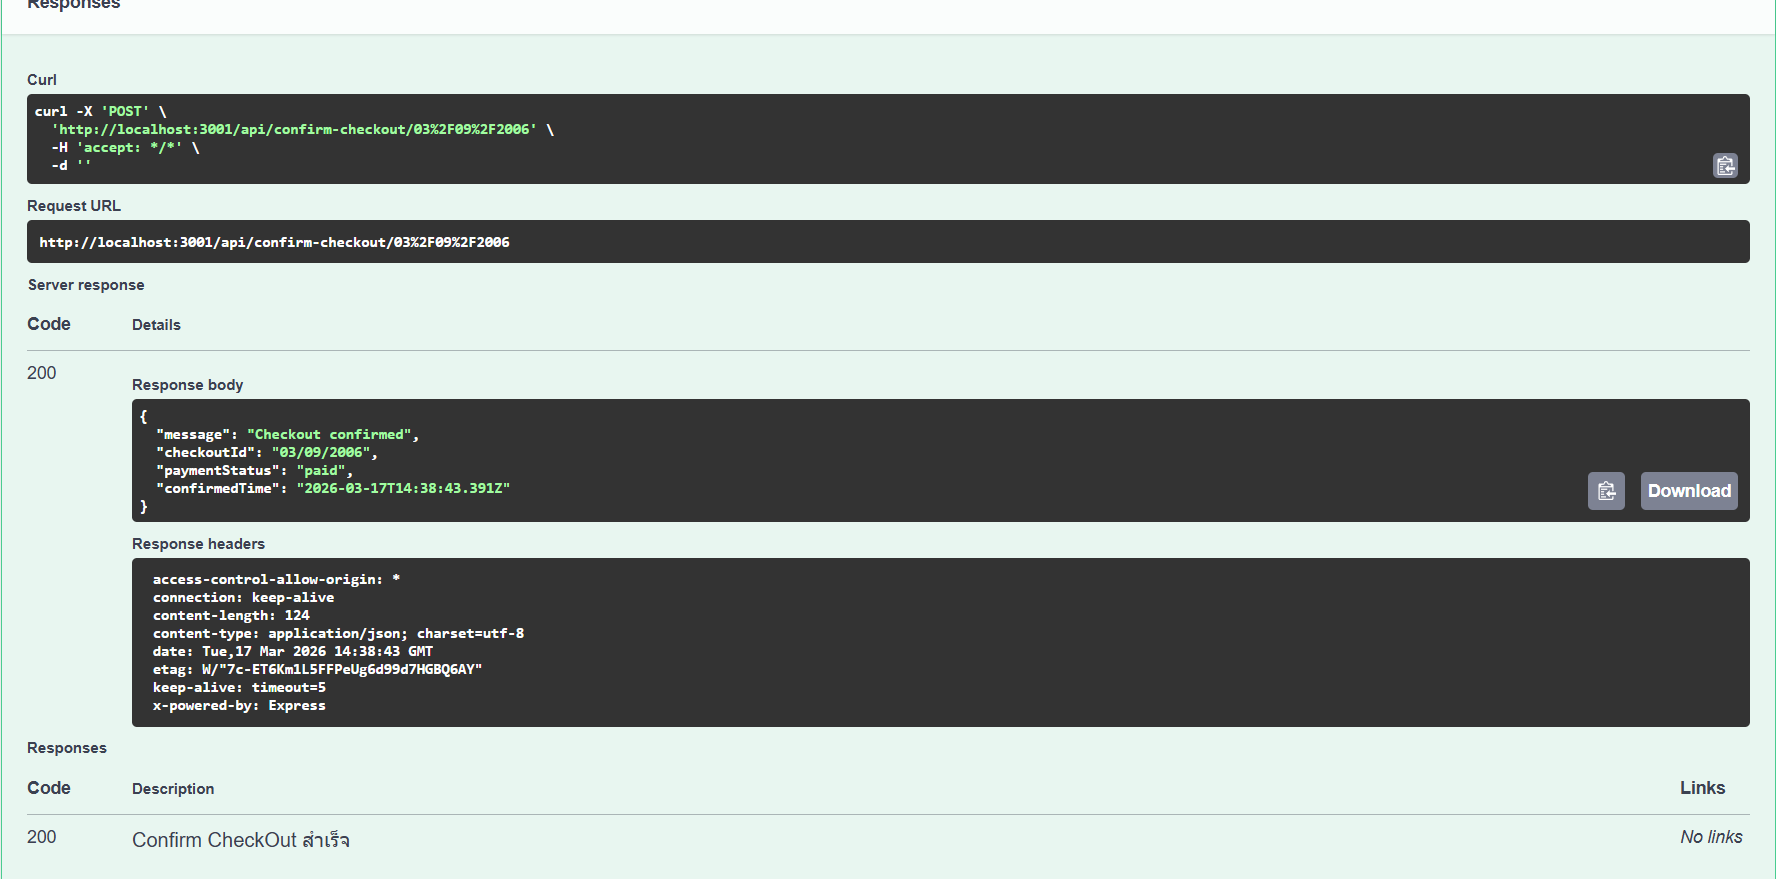 Responses
Curl
curl -X 'POST' \
  'http://localhost:3001/api/confirm-checkout/03%2F09%2F2006' \
  -H 'accept: */*' \
  -d ''
Request URL
http://localhost:3001/api/confirm-checkout/03%2F09%2F2006
Server response
Code Details
200
Response body
{
  "message": "Checkout confirmed",
  "checkoutId": "03/09/2006",
  "paymentStatus": "paid",
  "confirmedTime": "2026-03-17T14:38:43.391Z"
}
Download
Response headers
access-control-allow-origin: *
connection: keep-alive
content-length: 124
content-type: application/json; charset=utf-8
date: Tue,17 Mar 2026 14:38:43 GMT
etag: W/"7c-ET6Km1L5FFPeUg6d99d7HGBQ6AY"
keep-alive: timeout=5
x-powered-by: Express
Responses
Code Description Links
200 Confirm CheckOut สำเร็จ No links